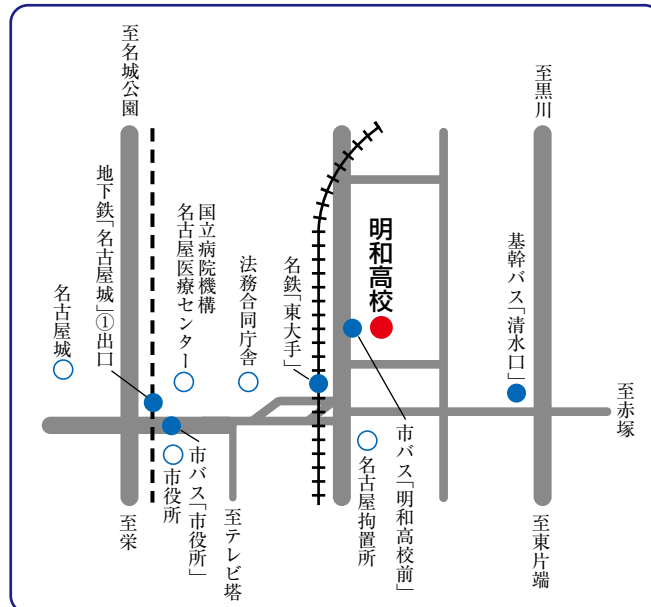 至名城公園
至黒川
地下鉄「名古屋城」①出口
国立病院機構
名古屋医療センター
法務合同庁舎
名鉄「東大手」
明和高校
基幹バス「清水口」
名古屋城
至赤塚
至栄
市役所
市バス「市役所」
至テレビ塔
名古屋拘置所
市バス「明和高校前」
至東片端